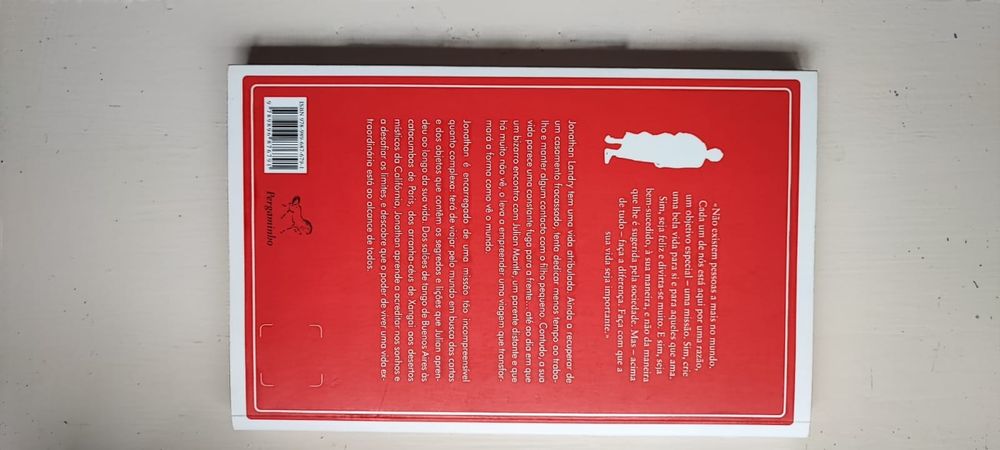 «Não existem pessoas a mais no mundo.
Cada um de nós está aqui por uma razão,
um objetivo especial – uma missão. Sim, crie
uma bela vida para si e para aqueles que ama.
Sim, seja feliz e divirta-se muito. E sim, seja
bem-sucedido, à sua maneira, e não da maneira
que lhe é sugerida pela sociedade. Mas – acima
de tudo – faça a diferença. Faça com que a
sua vida seja importante.»
Jonathan Landry tem uma vida atribulada. Ainda a recuperar de
um casamento fracassado, tenta dedicar menos tempo ao traba-
lho e manter algum contacto com o filho pequeno. Contudo, a sua
vida parece uma constante fuga para a frente... até ao dia em que
um bizarro encontro com Julian Mantle, um parente distante e que
há muito não vê, o leva a empreender uma viagem que transfor-
mará a forma como vê o mundo.
Jonathan é encarregado de uma missão tão incompreensível
quanto complexa: terá de viajar pelo mundo em busca das cartas
e dos objetos que contêm os segredos e lições que Julian apren-
deu ao longo da sua vida. Dos salões de tango de Buenos Aires às
catacumbas de Paris, dos arranha-céus de Xangai aos desertos
místicos da Califórnia, Jonathan aprende a acreditar nos sonhos e
a desafiar os limites, e descobre que o poder de viver uma vida ex-
traordinária está ao alcance de todos.
ISBN 978-989-687-679-1
9 789896 876791
Pergaminho